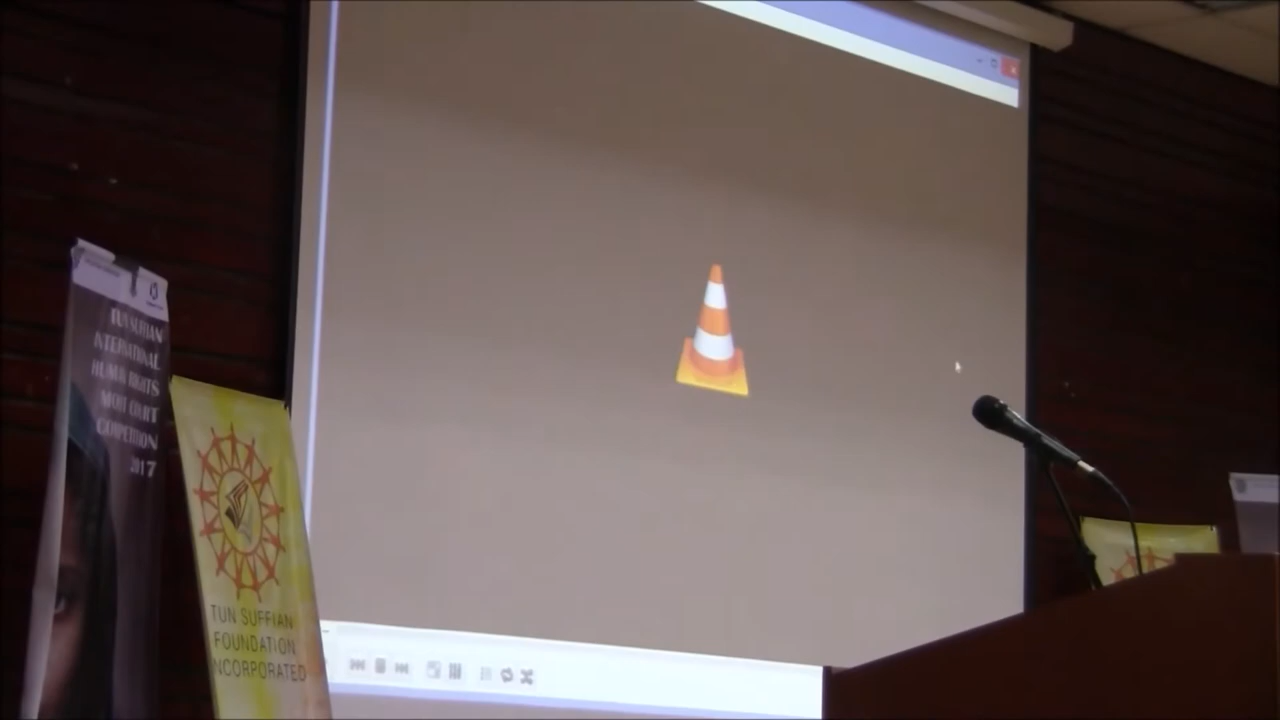 TUN SUFFIAN
INTERNATIONAL
HUMAN RIGHTS
MOOT COURT
COMPETITION
2017
TUN SUFFIAN
FOUNDATION
INCORPORATED